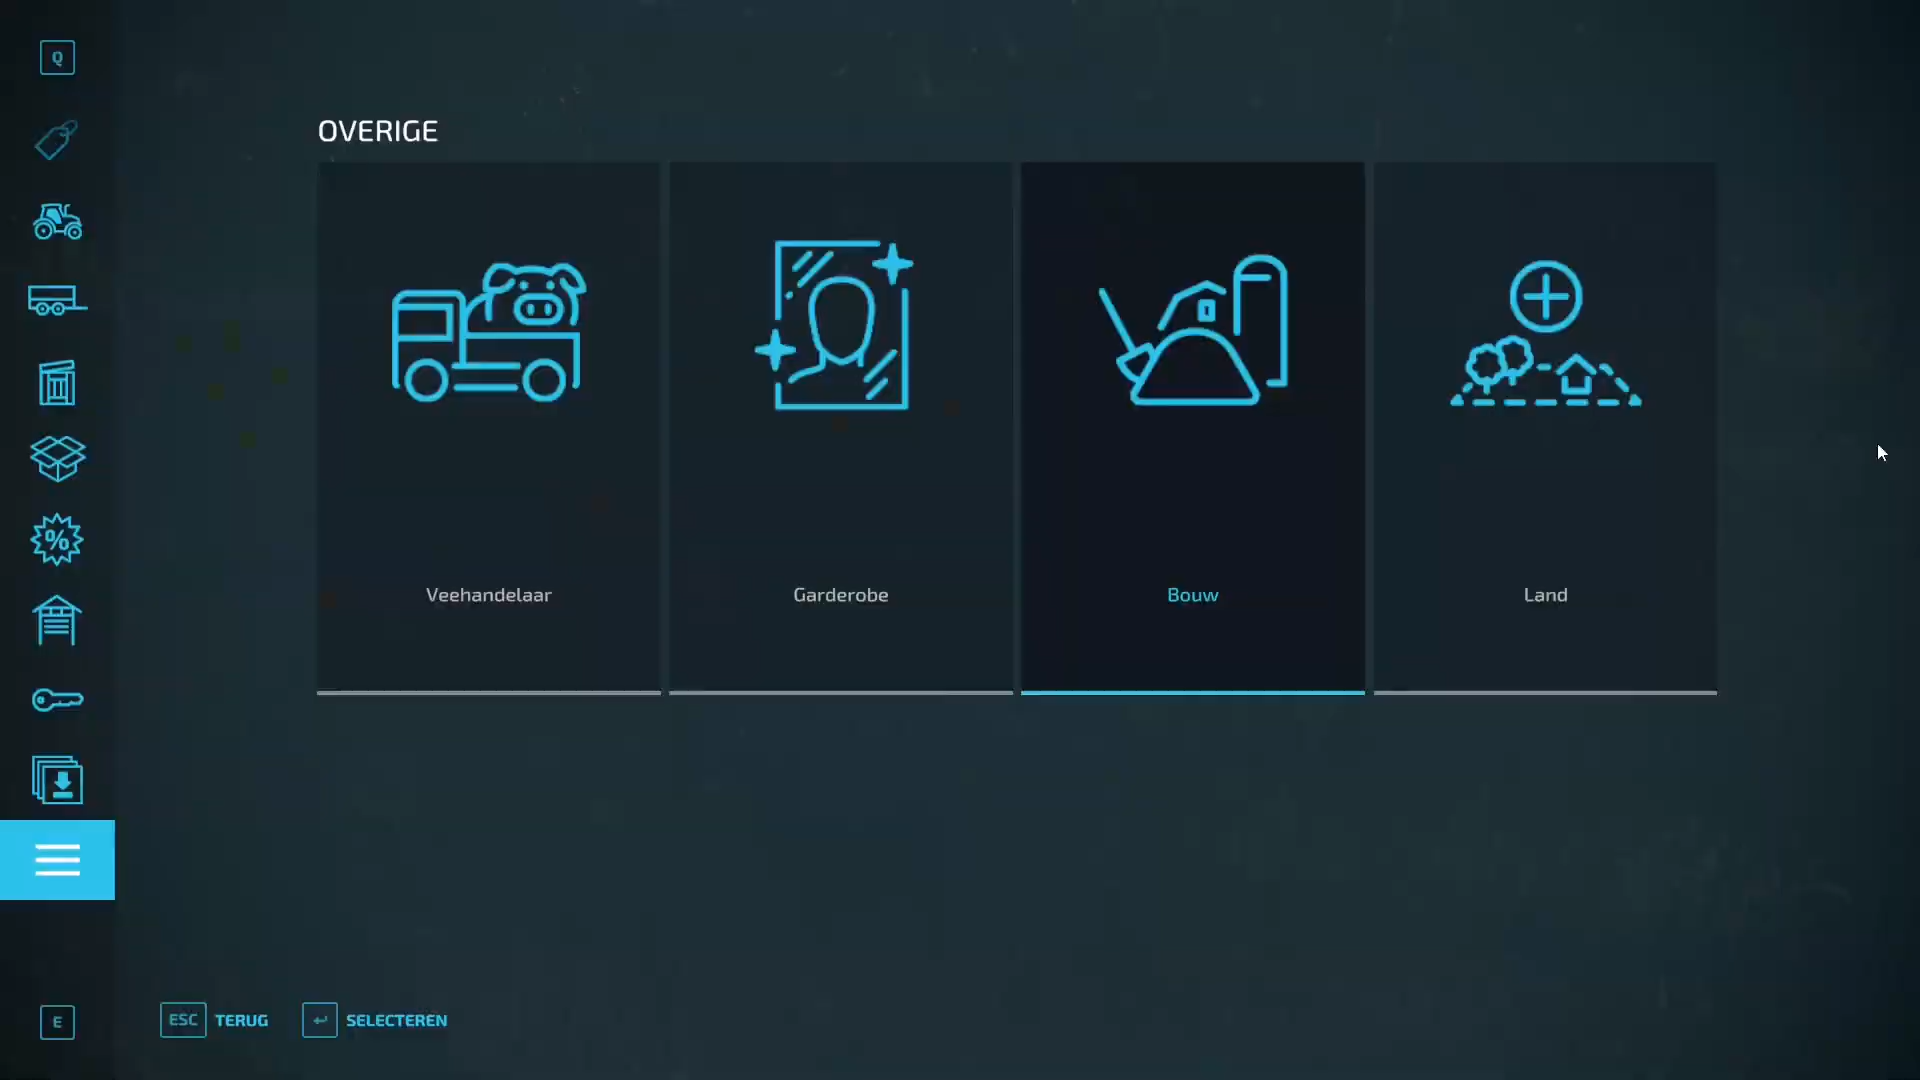 Q
OVERIGE
%
Veehandelaar
Garderobe
Bouw
Land
E
ESC TERUG
SELECTEREN